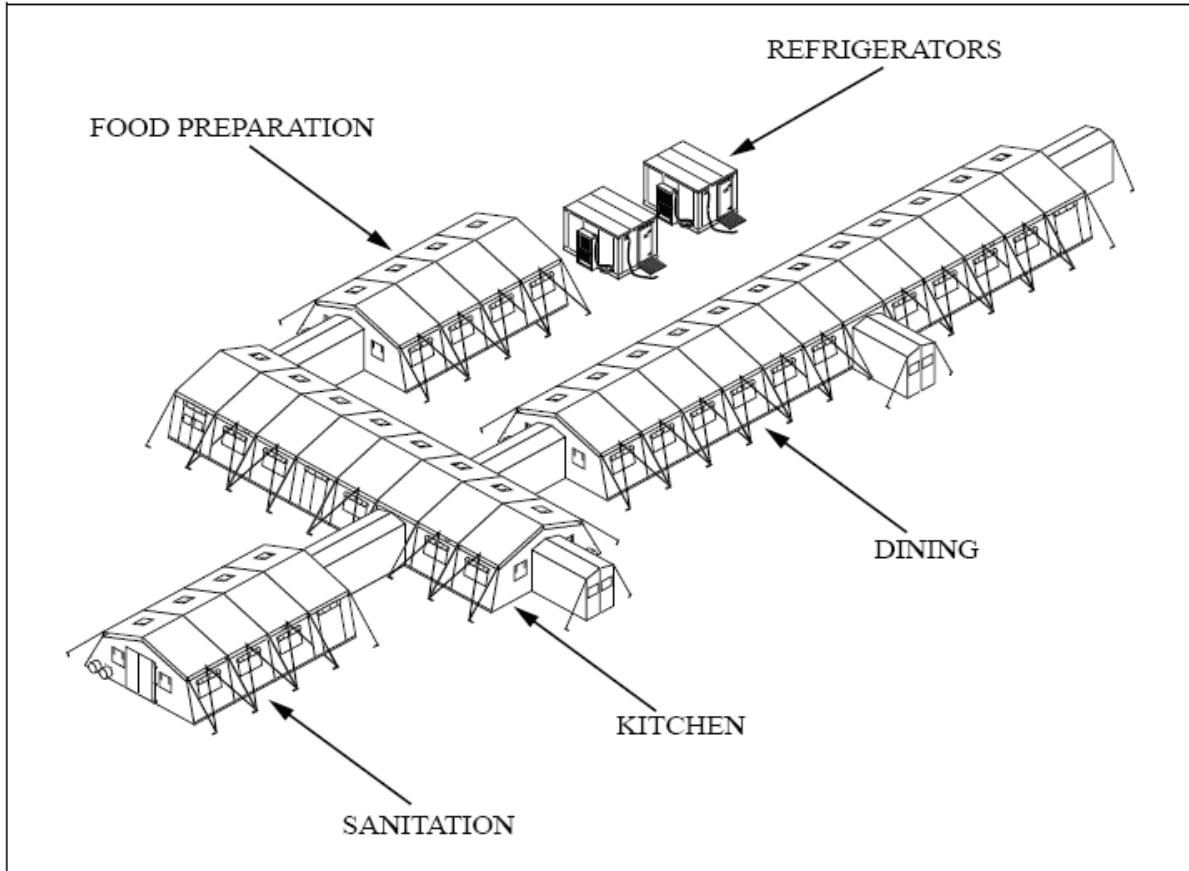 REFRIGERATORS
FOOD PREPARATION
DINING
KITCHEN
SANITATION